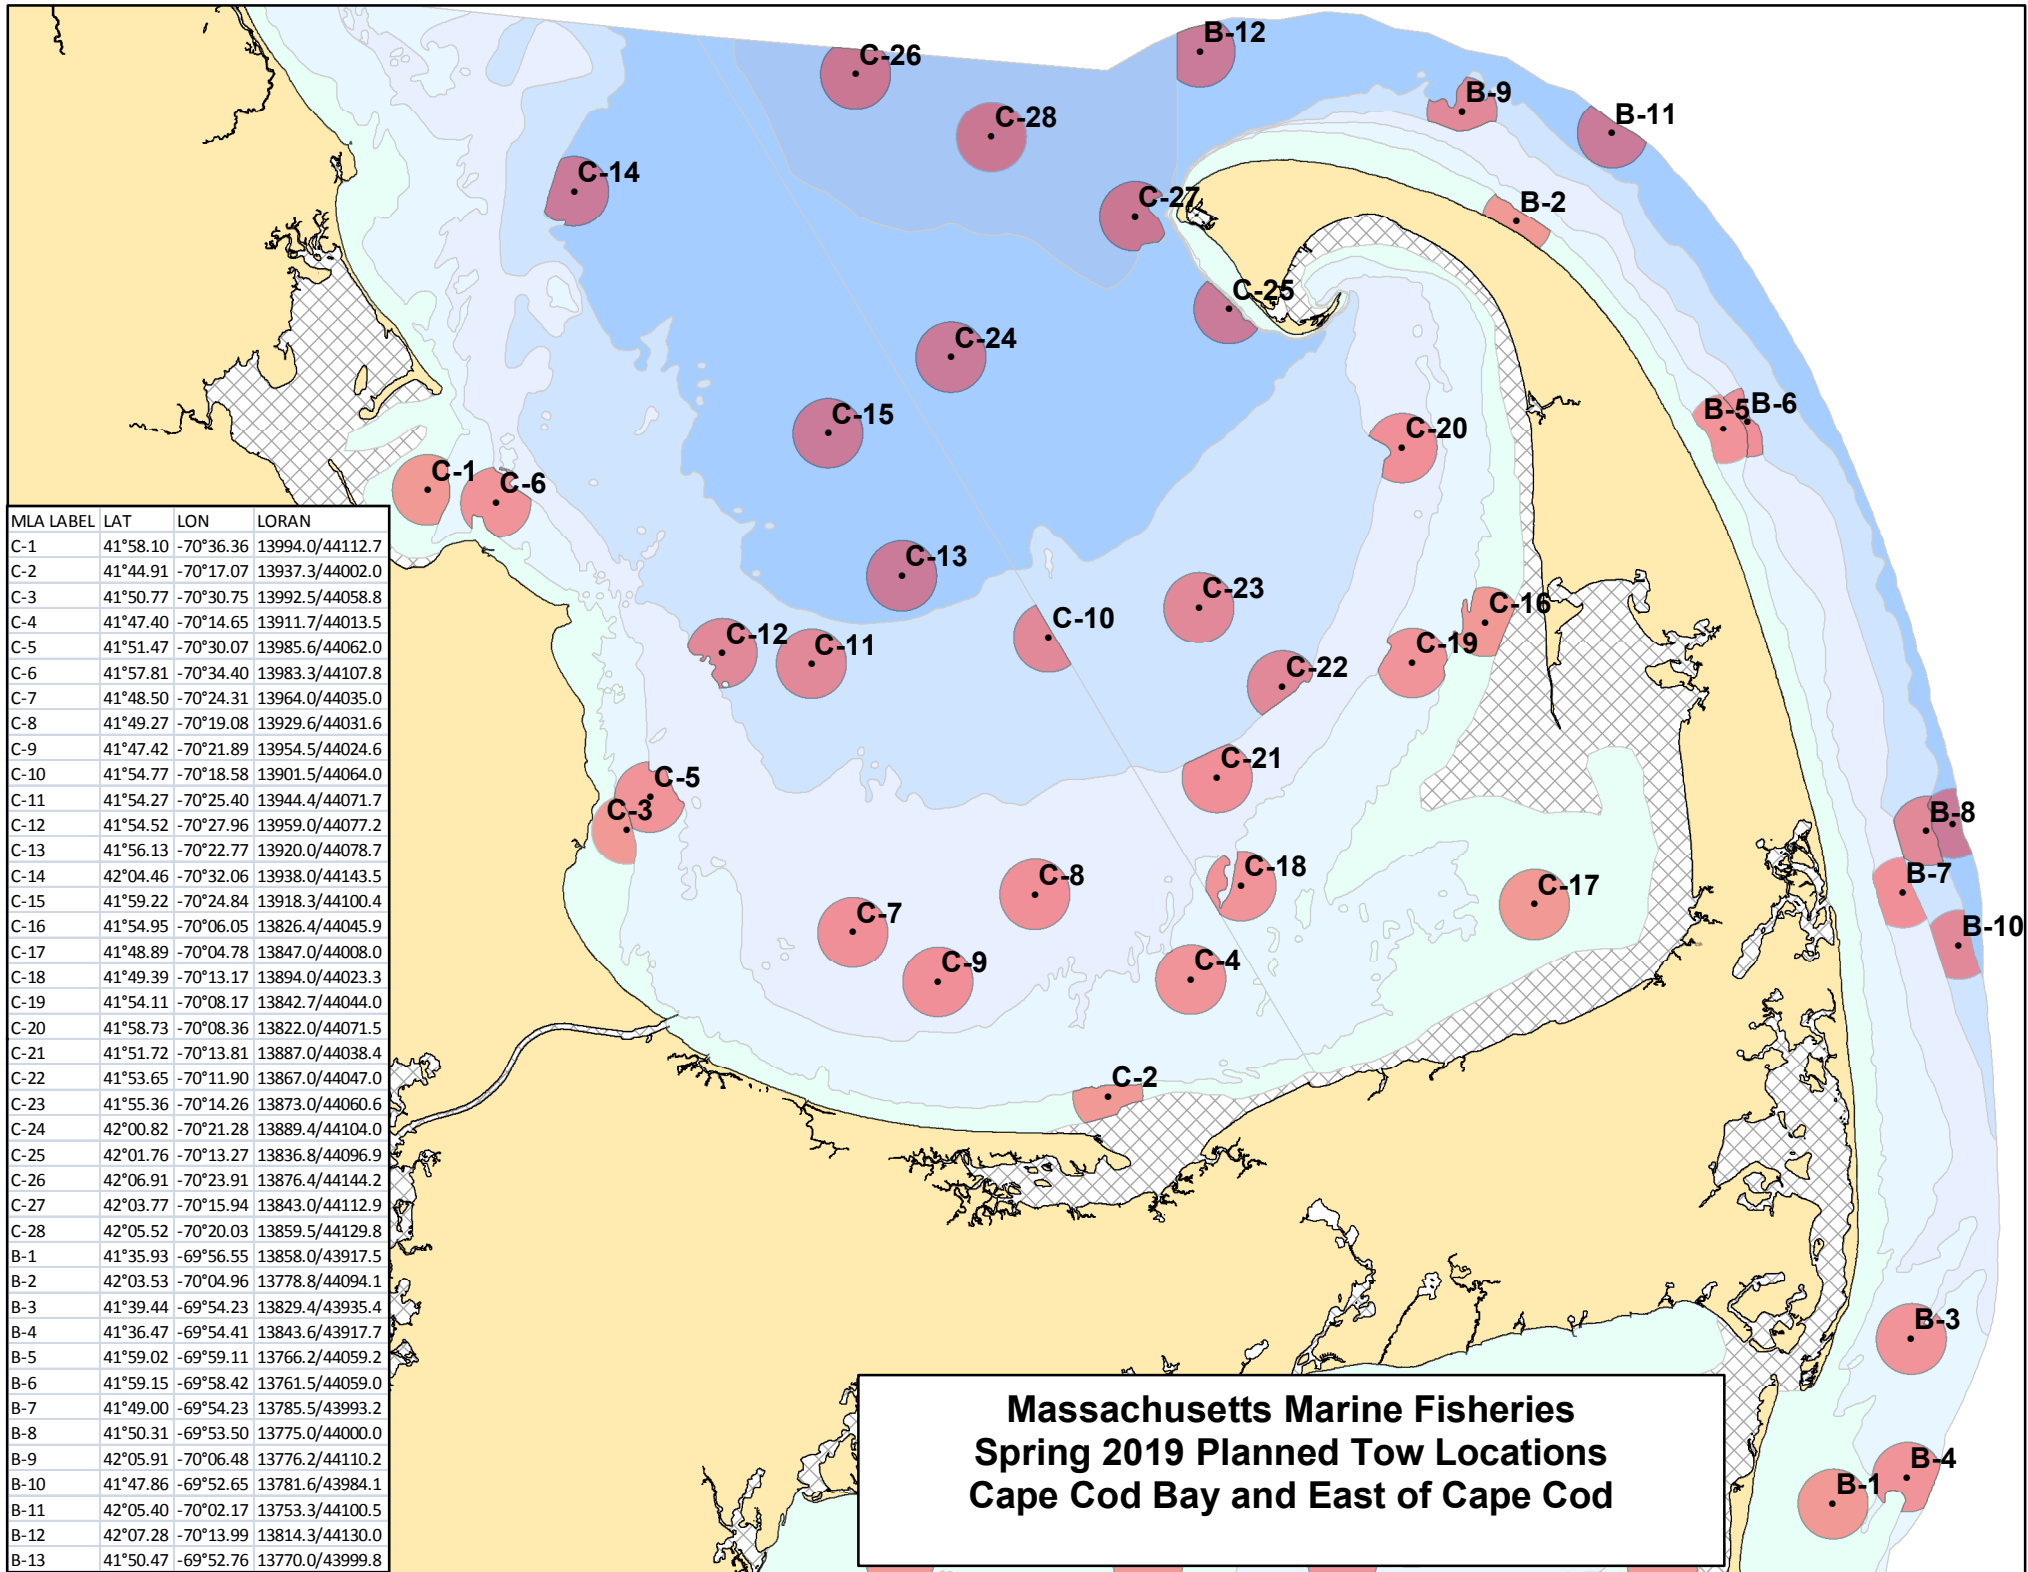 B-12
C-26
B-9
B-11
C-28
C-14
C-27
B-2
C-25
C-24
B-5
B-6
C-15
C-20
C-1
C-6
C-13
C-23
C-16
C-10
C-12
C-11
C-19
C-22
C-5
C-21
C-3
B-8
C-18
C-8
B-7
C-17
C-7
B-10
C-9
C-4
C-2
B-3
B-4
B-1
MLA LABEL LAT LON LORAN
C-1 41°58.10 -70°36.36 13994.0/44112.7
C-2 41°44.91 -70°17.07 13937.3/44002.0
C-3 41°50.77 -70°30.75 13992.5/44058.8
C-4 41°47.40 -70°14.65 13911.7/44013.5
C-5 41°51.47 -70°30.07 13985.6/44062.0
C-6 41°57.81 -70°34.40 13983.3/44107.8
C-7 41°48.50 -70°24.31 13964.0/44035.0
C-8 41°49.27 -70°19.08 13929.6/44031.6
C-9 41°47.42 -70°21.89 13954.5/44024.6
C-10 41°54.77 -70°18.58 13901.5/44064.0
C-11 41°54.27 -70°25.40 13944.4/44071.7
C-12 41°54.52 -70°27.96 13959.0/44077.2
C-13 41°56.13 -70°22.77 13920.0/44078.7
C-14 42°04.46 -70°32.06 13938.0/44143.5
C-15 41°59.22 -70°24.84 13918.3/44100.4
C-16 41°54.95 -70°06.05 13826.4/44045.9
C-17 41°48.89 -70°04.78 13847.0/44008.0
C-18 41°49.39 -70°13.17 13894.0/44023.3
C-19 41°54.11 -70°08.17 13842.7/44044.0
C-20 41°58.73 -70°08.36 13822.0/44071.5
C-21 41°51.72 -70°13.81 13887.0/44038.4
C-22 41°53.65 -70°11.90 13867.0/44047.0
C-23 41°55.36 -70°14.26 13873.0/44060.6
C-24 42°00.82 -70°21.28 13889.4/44104.0
C-25 42°01.76 -70°13.27 13836.8/44096.9
C-26 42°06.91 -70°23.91 13876.4/44144.2
C-27 42°03.77 -70°15.94 13843.0/44112.9
C-28 42°05.52 -70°20.03 13859.5/44129.8
B-1 41°35.93 -69°56.55 13858.0/43917.5
B-2 42°03.53 -70°04.96 13778.8/44094.1
B-3 41°39.44 -69°54.23 13829.4/43935.4
B-4 41°36.47 -69°54.41 13843.6/43917.7
B-5 41°59.02 -69°59.11 13766.2/44059.2
B-6 41°59.15 -69°58.42 13761.5/44059.0
B-7 41°49.00 -69°54.23 13785.5/43993.2
B-8 41°50.31 -69°53.50 13775.0/44000.0
B-9 42°05.91 -70°06.48 13776.2/44110.2
B-10 41°47.86 -69°52.65 13781.6/43984.1
B-11 42°05.40 -70°02.17 13753.3/44100.5
B-12 42°07.28 -70°13.99 13814.3/44130.0
B-13 41°50.47 -69°52.76 13770.0/43999.8
Massachusetts Marine Fisheries
Spring 2019 Planned Tow Locations
Cape Cod Bay and East of Cape Cod